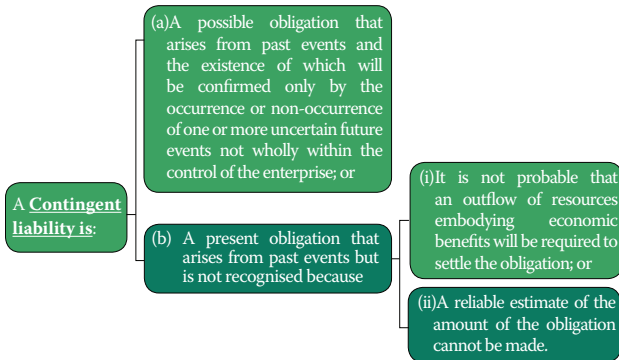 A Contingent
liability is:
(a)A possible obligation that
arises from past events and
the existence of which will
be confirmed only by the
occurrence or non-occurrence
of one or more uncertain future
events not wholly within the
control of the enterprise; or
(b) A present obligation that
arises from past events but
is not recognised because
(i)It is not probable that
an outflow of resources
embodying economic
benefits will be required to
settle the obligation; or
(ii)A reliable estimate of the
amount of the obligation
cannot be made.